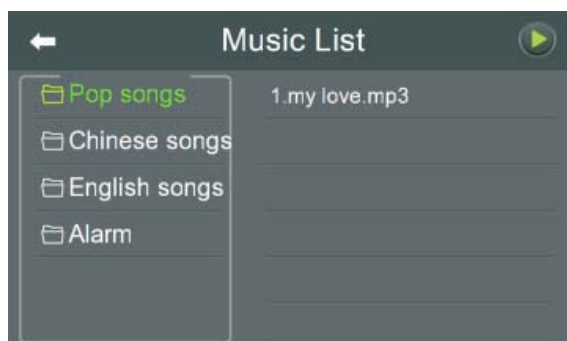 Music List
Pop songs
Chinese songs
English songs
Alarm
1.my love.mp3